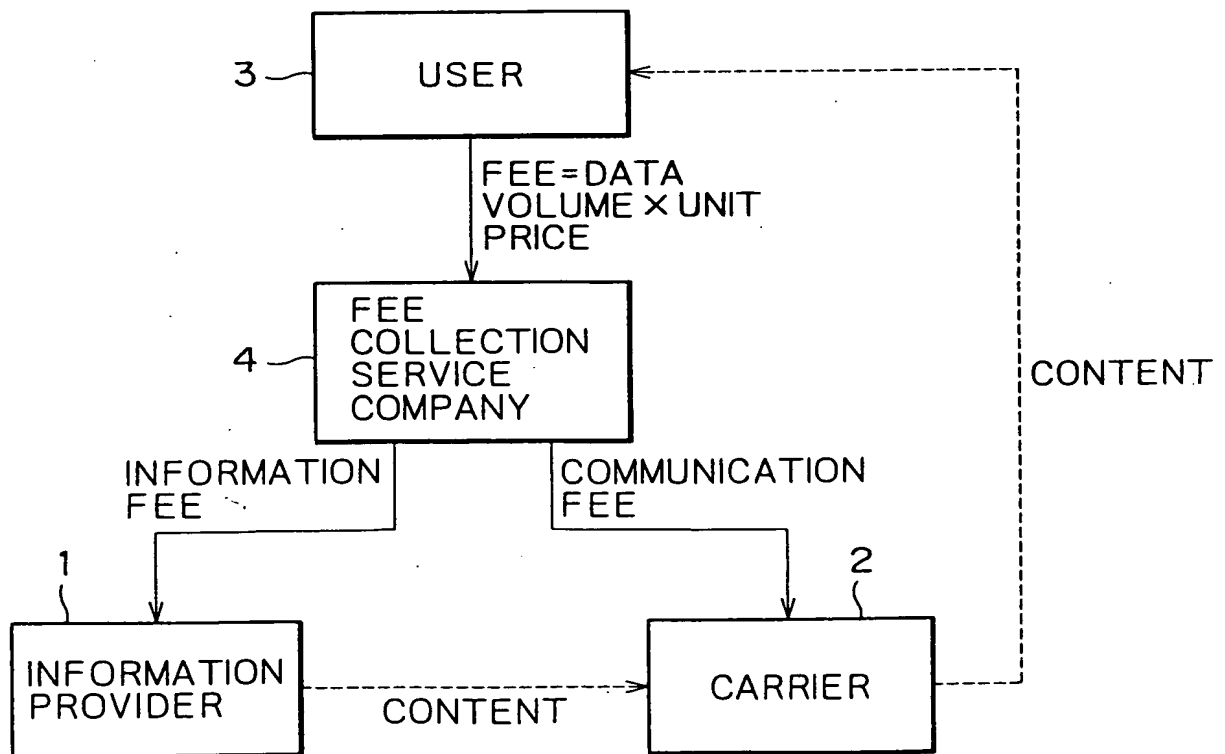 3
USER
FEE=DATA
VOLUME×UNIT
PRICE
4
FEE
COLLECTION
SERVICE
COMPANY
CONTENT
INFORMATION
FEE
COMMUNICATION
FEE
1
INFORMATION
PROVIDER
CONTENT
2
CARRIER